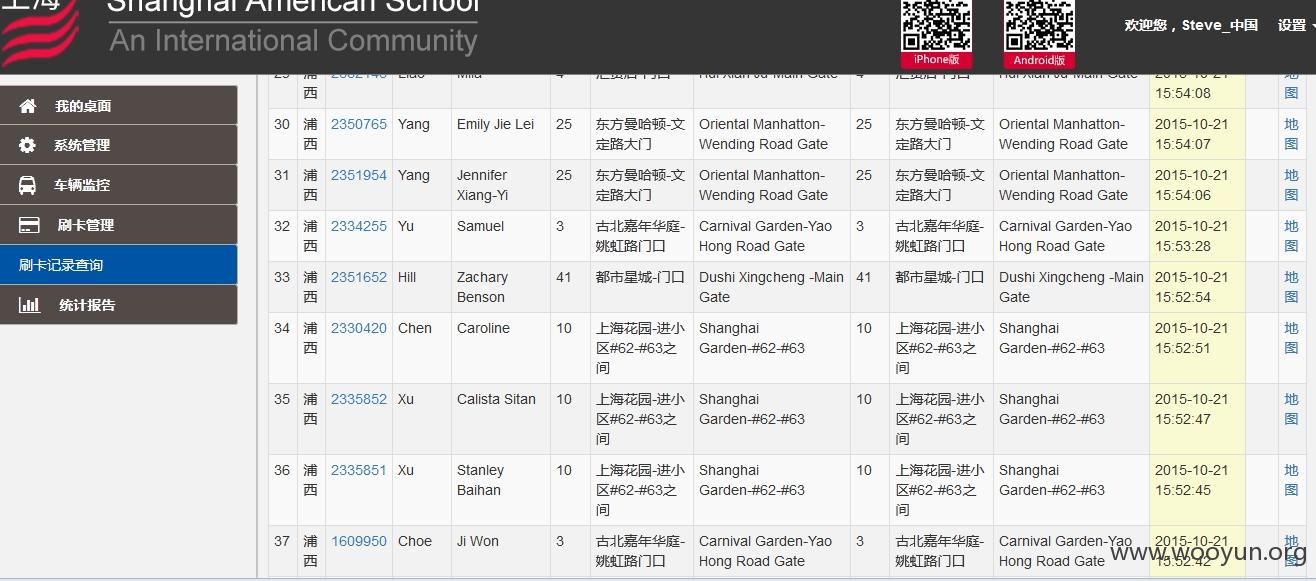 上海 Shanghai American School
An International Community
iPhone版
Android版
欢迎您，Steve_中国 设置
我的桌面
系统管理
车辆监控
刷卡管理
刷卡记录查询
统计报告
西
15:54:08
图
30 浦 2350765 Yang Emily Jie Lei 25 东方曼哈顿-文 Oriental Manhatton- 25 东方曼哈顿-文 Oriental Manhatton- 2015-10-21 地
西 定路大门 Wending Road Gate 定路大门 Wending Road Gate 15:54:07 图
31 浦 2351954 Yang Jennifer 25 东方曼哈顿-文 Oriental Manhatton- 25 东方曼哈顿-文 Oriental Manhatton- 2015-10-21 地
西 Xiang-Yi 定路大门 Wending Road Gate 定路大门 Wending Road Gate 15:54:06 图
32 浦 2334255 Yu Samuel 3 古北嘉年华庭- Carnival Garden-Yao 3 古北嘉年华庭- Carnival Garden-Yao 2015-10-21 地
西 姚虹路门口 Hong Road Gate 姚虹路门口 Hong Road Gate 15:53:28 图
33 浦 2351652 Hill Zachary 41 都市星城-门口 Dushi Xingcheng -Main 41 都市星城-门口 Dushi Xingcheng -Main 2015-10-21 地
西 Benson Gate Gate 15:52:54 图
34 浦 2330420 Chen Caroline 10 上海花园-进小 Shanghai 10 上海花园-进小 Shanghai 2015-10-21 地
西 区#62-#63之 Garden-#62-#63 区#62-#63之 Garden-#62-#63 15:52:51 图
间 间
35 浦 2335852 Xu Calista Sitan 10 上海花园-进小 Shanghai 10 上海花园-进小 Shanghai 2015-10-21 地
西 区#62-#63之 Garden-#62-#63 区#62-#63之 Garden-#62-#63 15:52:47 图
间 间
36 浦 2335851 Xu Stanley 10 上海花园-进小 Shanghai 10 上海花园-进小 Shanghai 2015-10-21 地
西 Baihan 区#62-#63之 Garden-#62-#63 区#62-#63之 Garden-#62-#63 15:52:45 图
间 间
37 浦 1609950 Choe Ji Won 3 古北嘉年华庭- Carnival Garden-Yao 3 古北嘉年华庭- Carnival Garden-Yao 2015-10-21 地
西 姚虹路门口 Hong Road Gate 姚虹路门口 Hong Road Gate 15:52:42 图
www.wooyun.org